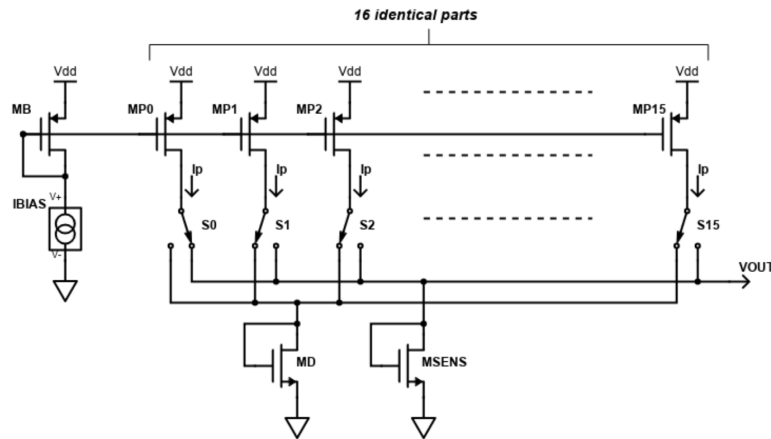 16 identical parts
Vdd Vdd Vdd Vdd Vdd
MB MP0 MP1 MP2 MP15
Ip Ip Ip Ip
V+
IBIAS
S0 S1 S2 S15
V-
VOUT
MD MSENS